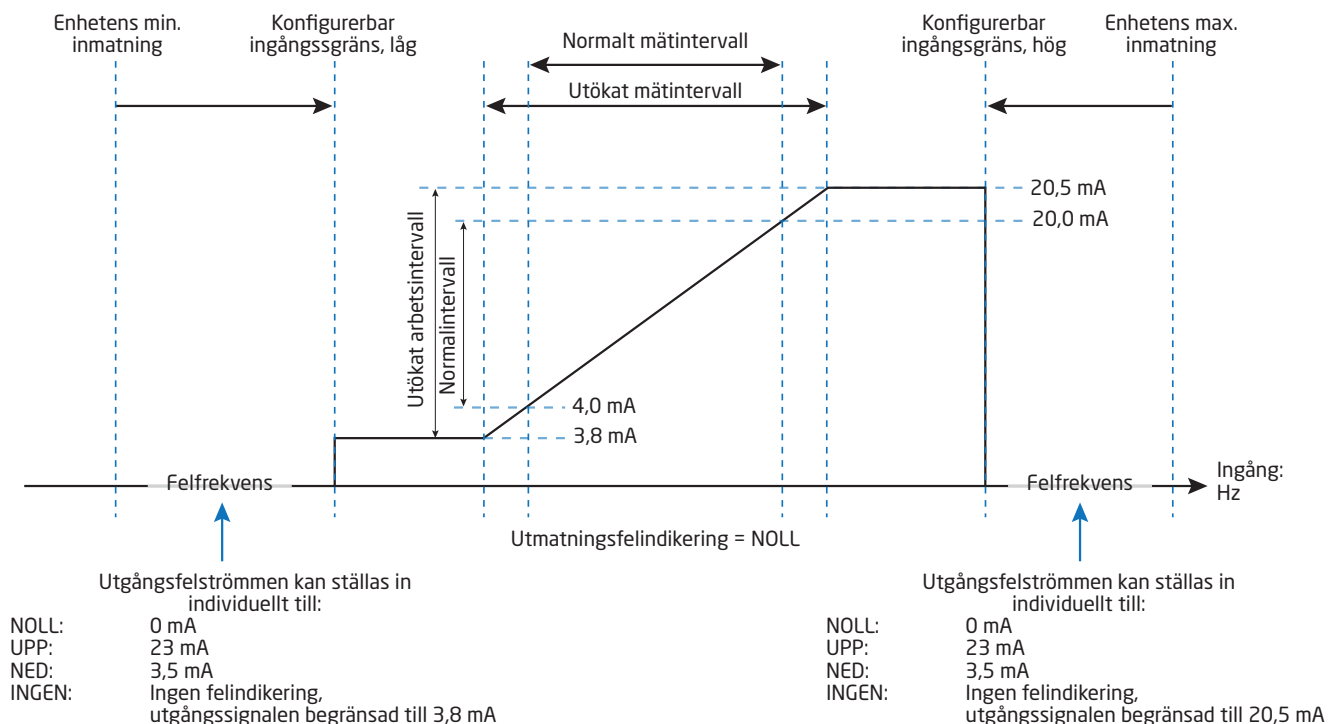 Enhetens min.
inmatning
Konfigurerbar
ingångssgräns, låg
Normalt mätintervall
Utökat mätintervall
Konfigurerbar
ingångsgräns, hög
Enhetens max.
inmatning
20,5 mA
20,0 mA
Utökat arbetsintervall
Normalintervall
4,0 mA
3,8 mA
Felfrekvens
Felfrekvens
Ingång:
Hz
Utmatningsfelindikering = NOLL
Utgångsfelströmmen kan ställas in
individuellt till:
NOLL: 0 mA
UPP: 23 mA
NED: 3,5 mA
INGEN: Ingen felindikering,
utgångssignalen begränsad till 3,8 mA
Utgångsfelströmmen kan ställas in
individuellt till:
NOLL: 0 mA
UPP: 23 mA
NED: 3,5 mA
INGEN: Ingen felindikering,
utgångssignalen begränsad till 20,5 mA